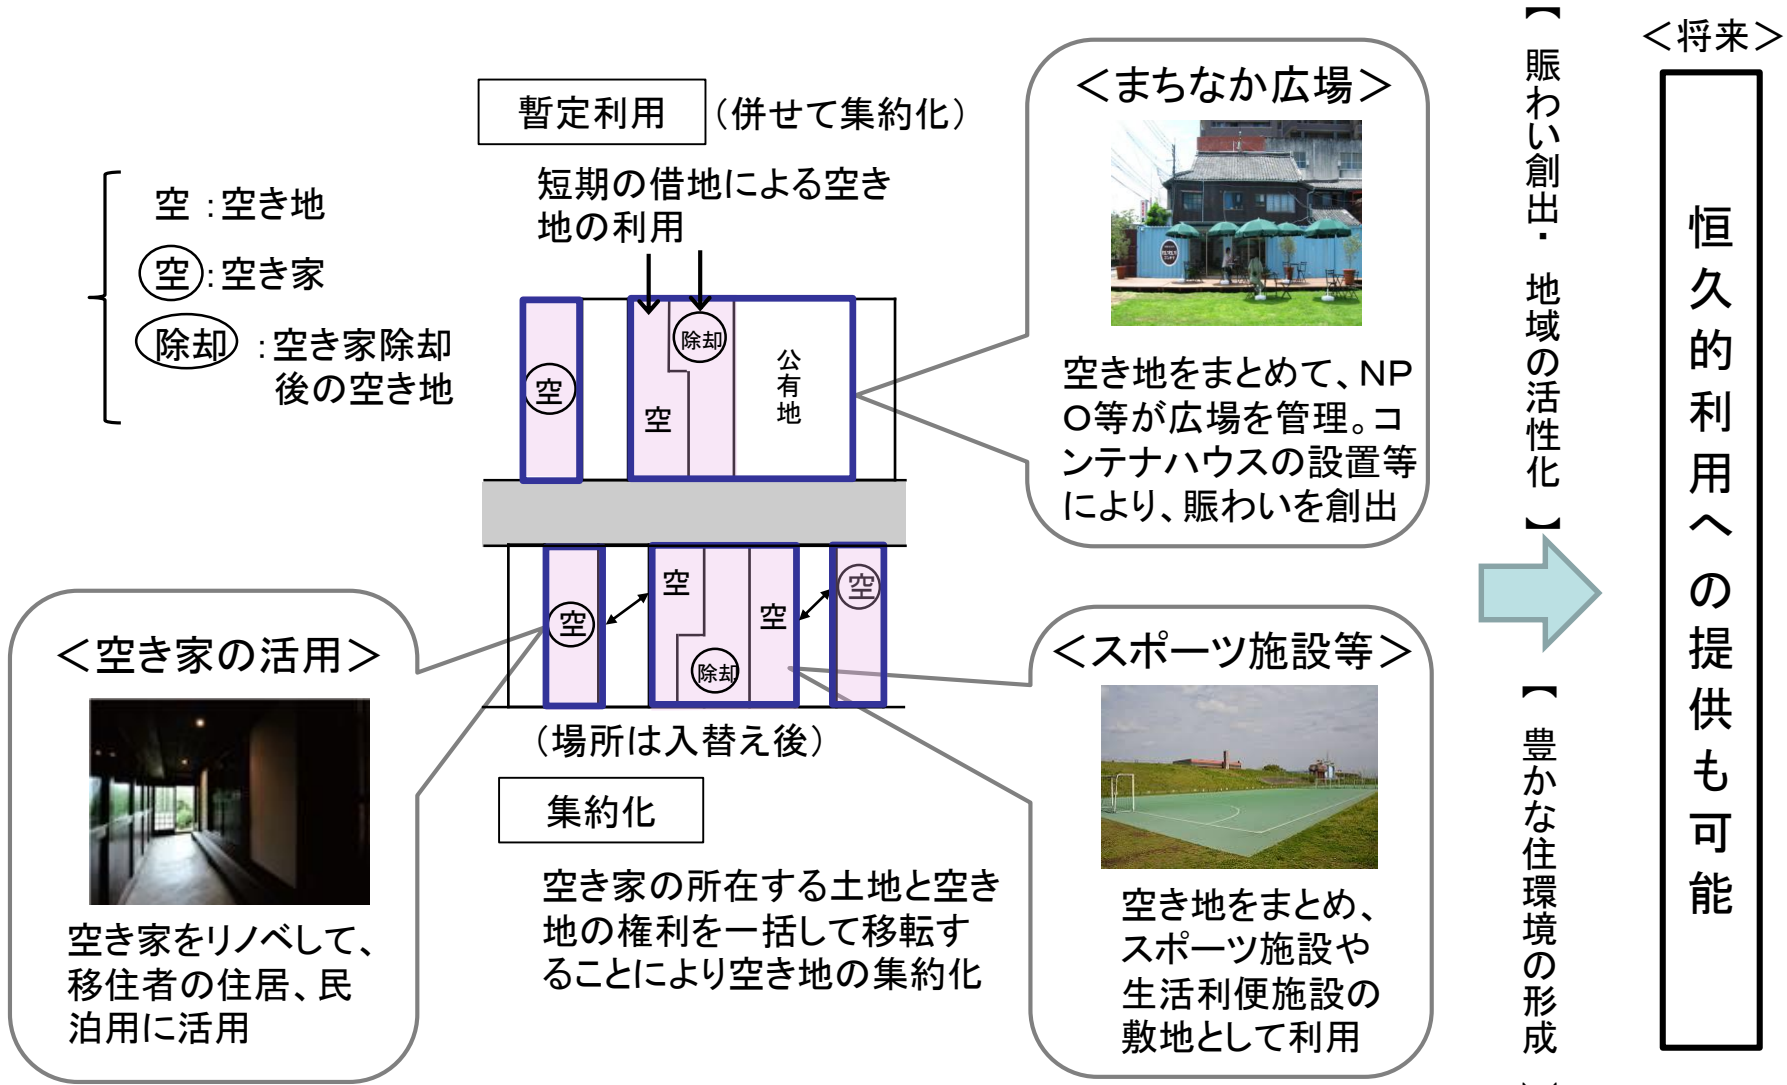 暫定利用 （併せて集約化）
短期の借地による空き
地の利用
空 ：空き地
空：空き家
除却 ：空き家除却
後の空き地
空
空
除却
公有地
＜まちなか広場＞
空き地をまとめて、ＮＰ
Ｏ等が広場を管理。コ
ンテナハウスの設置等
により、賑わいを創出
空
空
除却
空
空
（場所は入替え後）
集約化
空き家の所在する土地と空き
地の権利を一括して移転す
ることにより空き地の集約化
＜空き家の活用＞
空き家をリノベして、
移住者の住居、民
泊用に活用
＜スポーツ施設等＞
空き地をまとめ、
スポーツ施設や
生活利便施設の
敷地として利用
【 賑わい創出・ 地域の活性化 】
【 豊かな住環境の形成 】
＜将来＞
恒久的利用への提供も可能